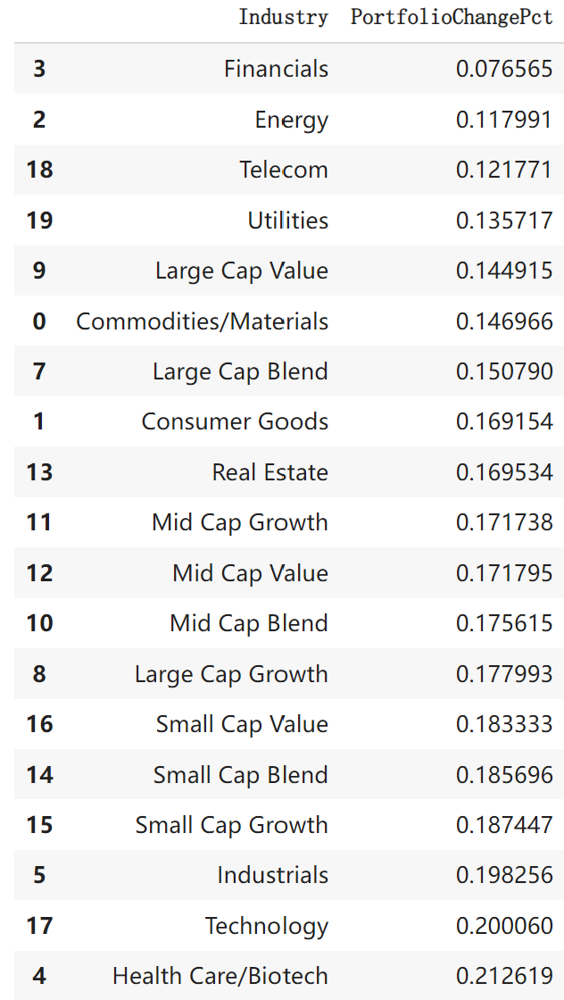 Industry PortfolioChangePct
3 Financials 0.076565
2 Energy 0.117991
18 Telecom 0.121771
19 Utilities 0.135717
9 Large Cap Value 0.144915
0 Commodities/Materials 0.146966
7 Large Cap Blend 0.150790
1 Consumer Goods 0.169154
13 Real Estate 0.169534
11 Mid Cap Growth 0.171738
12 Mid Cap Value 0.171795
10 Mid Cap Blend 0.175615
8 Large Cap Growth 0.177993
16 Small Cap Value 0.183333
14 Small Cap Blend 0.185696
15 Small Cap Growth 0.187447
5 Industrials 0.198256
17 Technology 0.200060
4 Health Care/Biotech 0.212619